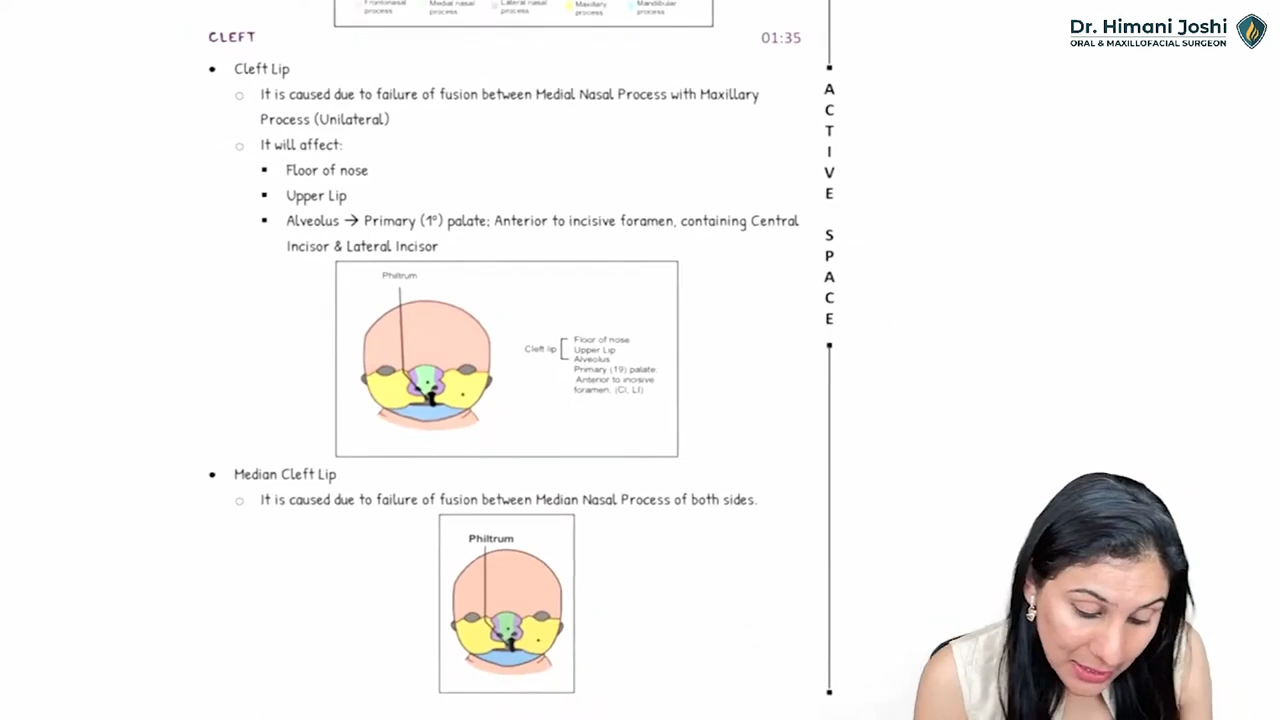 Frontonasal process
Medial nasal process
Lateral nasal process
Maxillary process
Mandibular process
CLEFT 01:35
• Cleft Lip
○ It is caused due to failure of fusion between Medial Nasal Process with Maxillary
Process (Unilateral)
○ It will affect:
▪ Floor of nose
▪ Upper Lip
▪ Alveolus → Primary (1°) palate; Anterior to incisive foramen, containing Central
Incisor & Lateral Incisor
Philtrum
Cleft lip
Floor of nose
Upper Lip
Alveolus
Primary (19) palate.
Anterior to incisive
foramen. (CI, LI)
• Median Cleft Lip
○ It is caused due to failure of fusion between Median Nasal Process of both sides.
Philtrum
ACTIVE SPACE
Dr. Himani Joshi
ORAL & MAXILLOFACIAL SURGEON